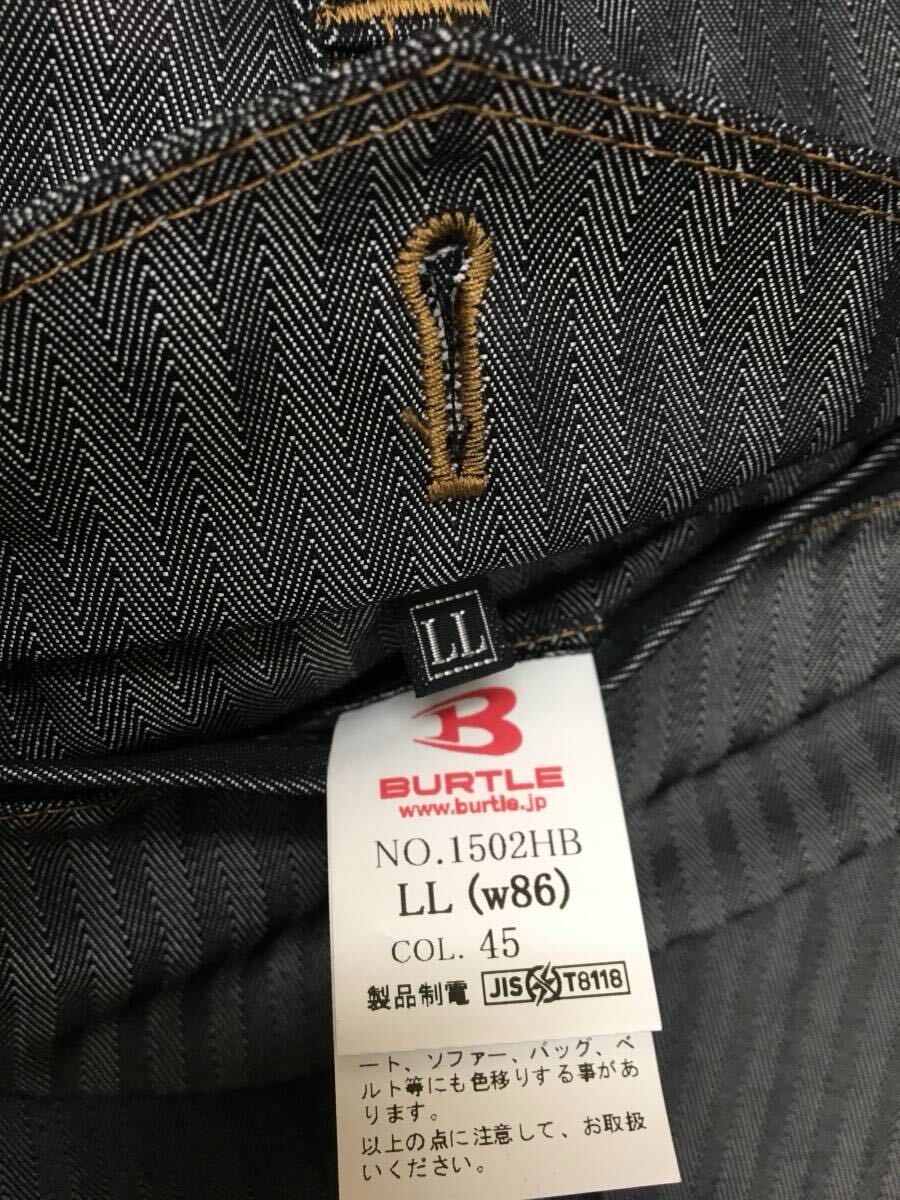 LL
BURTLE
www.burtle.jp
NO.1502HB
LL (w86)
COL. 45
製品制電 JIS T8118
ート、ソファー、バッグ、ベ
ルト等にも色移りする事があ
ります。
以上の点に注意して、お取扱
いください。